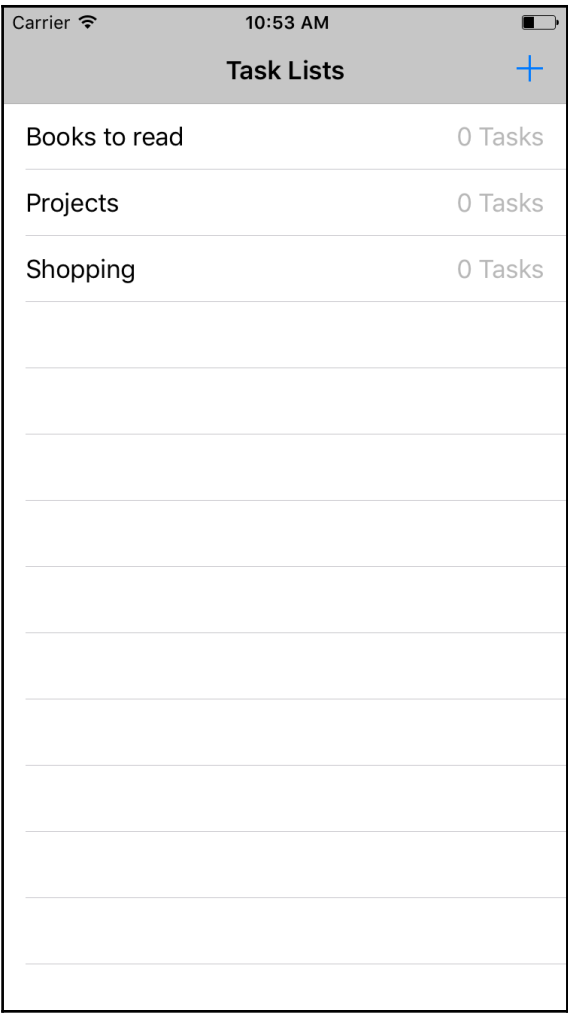 Carrier 10:53 AM
Task Lists
Books to read 0 Tasks
Projects 0 Tasks
Shopping 0 Tasks